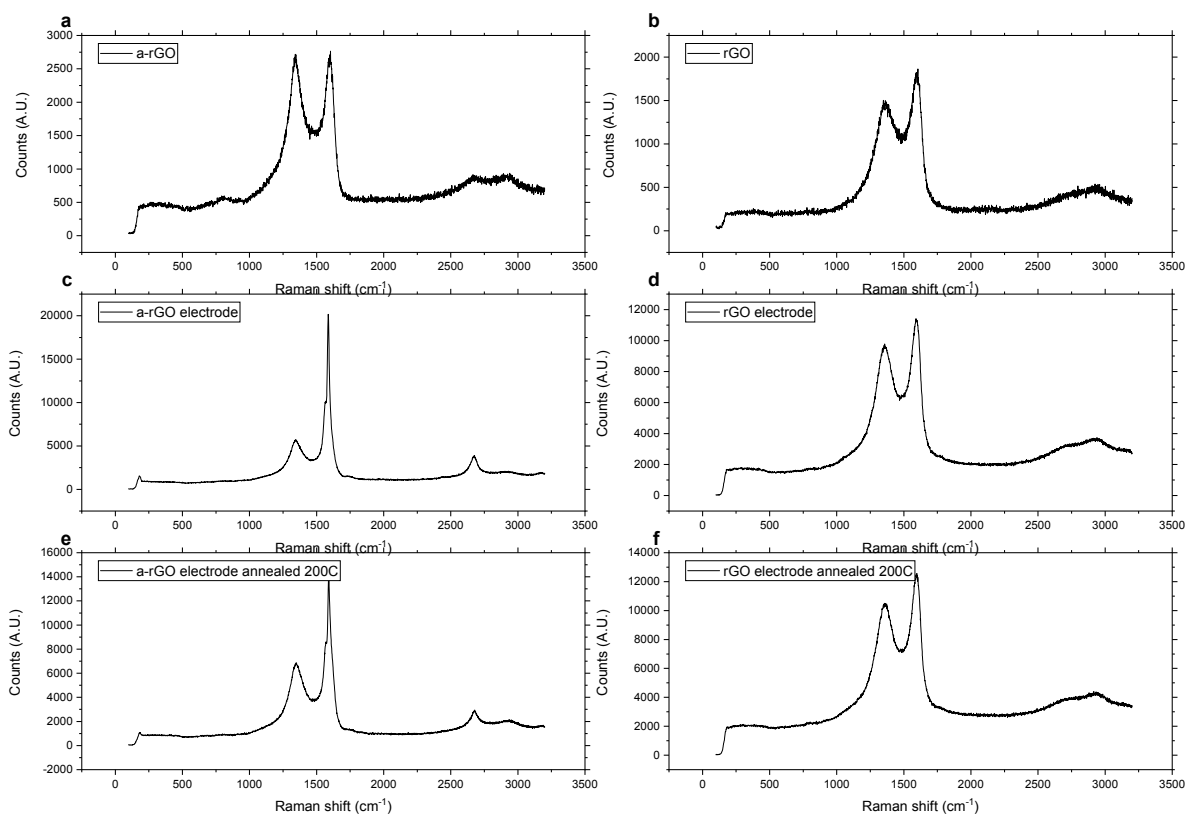 a
a-rGO
3000
2500
2000
1500
1000
500
0
Counts (A.U.)
0 500 1000 1500 2000 2500 3000 3500
Raman shift (cm⁻¹)
b
rGO
2000
1500
1000
500
0
Counts (A.U.)
0 500 1000 1500 2000 2500 3000 3500
Raman shift (cm⁻¹)
c
a-rGO electrode
20000
15000
10000
5000
0
Counts (A.U.)
0 500 1000 1500 2000 2500 3000 3500
Raman shift (cm⁻¹)
d
rGO electrode
12000
10000
8000
6000
4000
2000
0
Counts (A.U.)
0 500 1000 1500 2000 2500 3000 3500
Raman shift (cm⁻¹)
e
a-rGO electrode annealed 200C
16000
14000
12000
10000
8000
6000
4000
2000
0
-2000
Counts (A.U.)
0 500 1000 1500 2000 2500 3000 3500
Raman shift (cm⁻¹)
f
rGO electrode annealed 200C
14000
12000
10000
8000
6000
4000
2000
0
Counts (A.U.)
0 500 1000 1500 2000 2500 3000 3500
Raman shift (cm⁻¹)